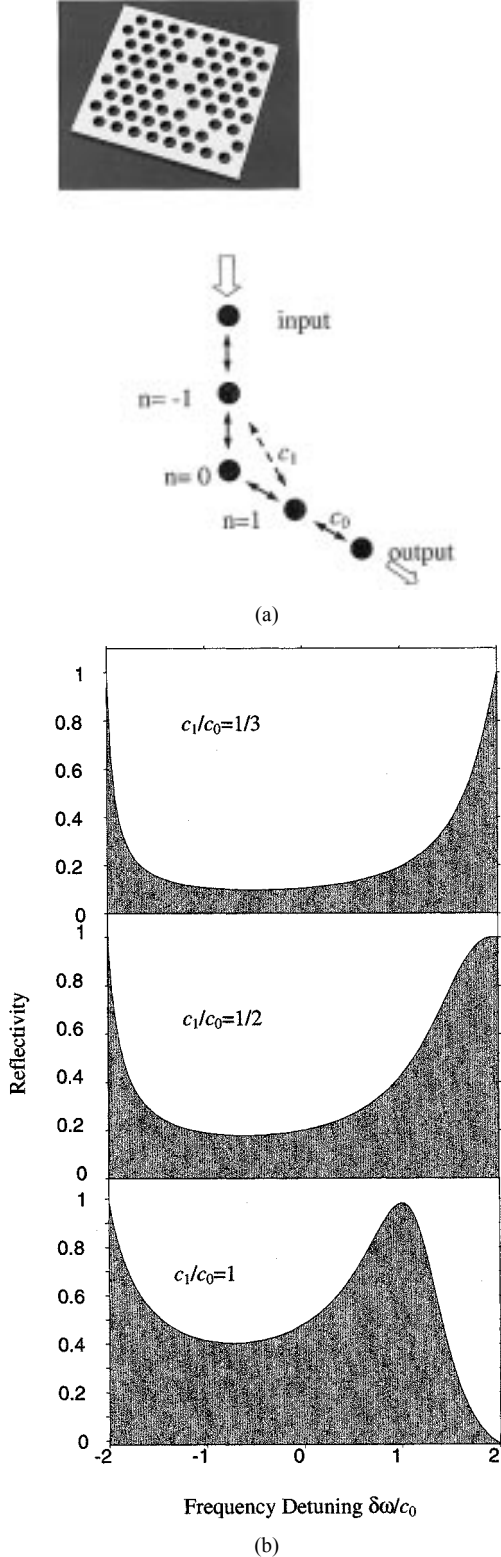 input
n= -1
c₁
n= 0
n=1
c₀
output
(a)
1
c₁/c₀=1/3
0.8
0.6
0.4
0.2
0
1
0.8
c₁/c₀=1/2
0.6
0.4
0.2
0
1
0.8
c₁/c₀=1
0.6
0.4
0.2
0
Reflectivity
-2 -1 0 1 2
Frequency Detuning δω/c₀
(b)